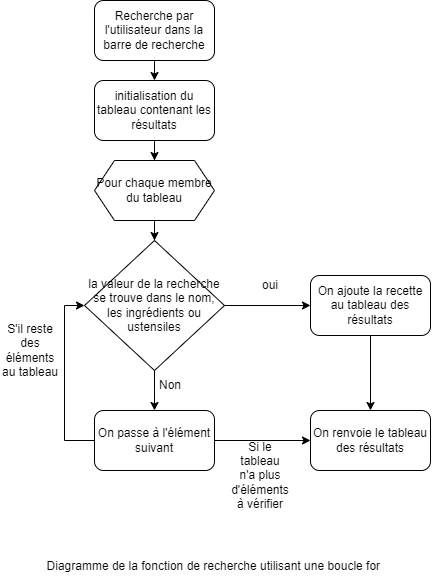 Recherche par
l'utilisateur dans la
barre de recherche
initialisation du
tableau contenant les
résultats
Pour chaque membre
du tableau
la valeur de la recherche
se trouve dans le nom,
les ingrédients ou
ustensiles
oui
On ajoute la recette
au tableau des
résultats
S'il reste
des
éléments
au tableau
Non
On passe à l'élément
suivant
Si le
tableau
n'a plus
d'éléments
à vérifier
On renvoie le tableau
des résultats
Diagramme de la fonction de recherche utilisant une boucle for